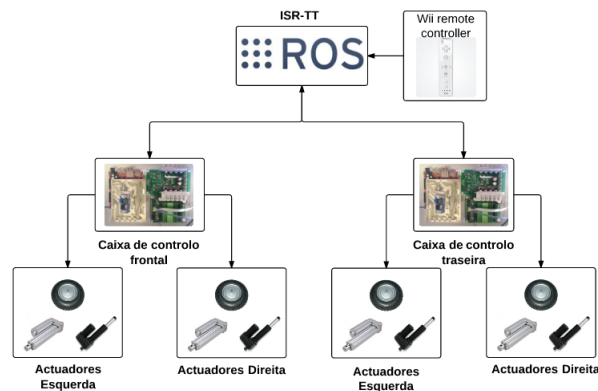 ISR-TT
ROS
Wii remote
controller
Caixa de controlo
frontal
Caixa de controlo
traseira
Actuadores
Esquerda
Actuadores Direita
Actuadores
Esquerda
Actuadores Direita